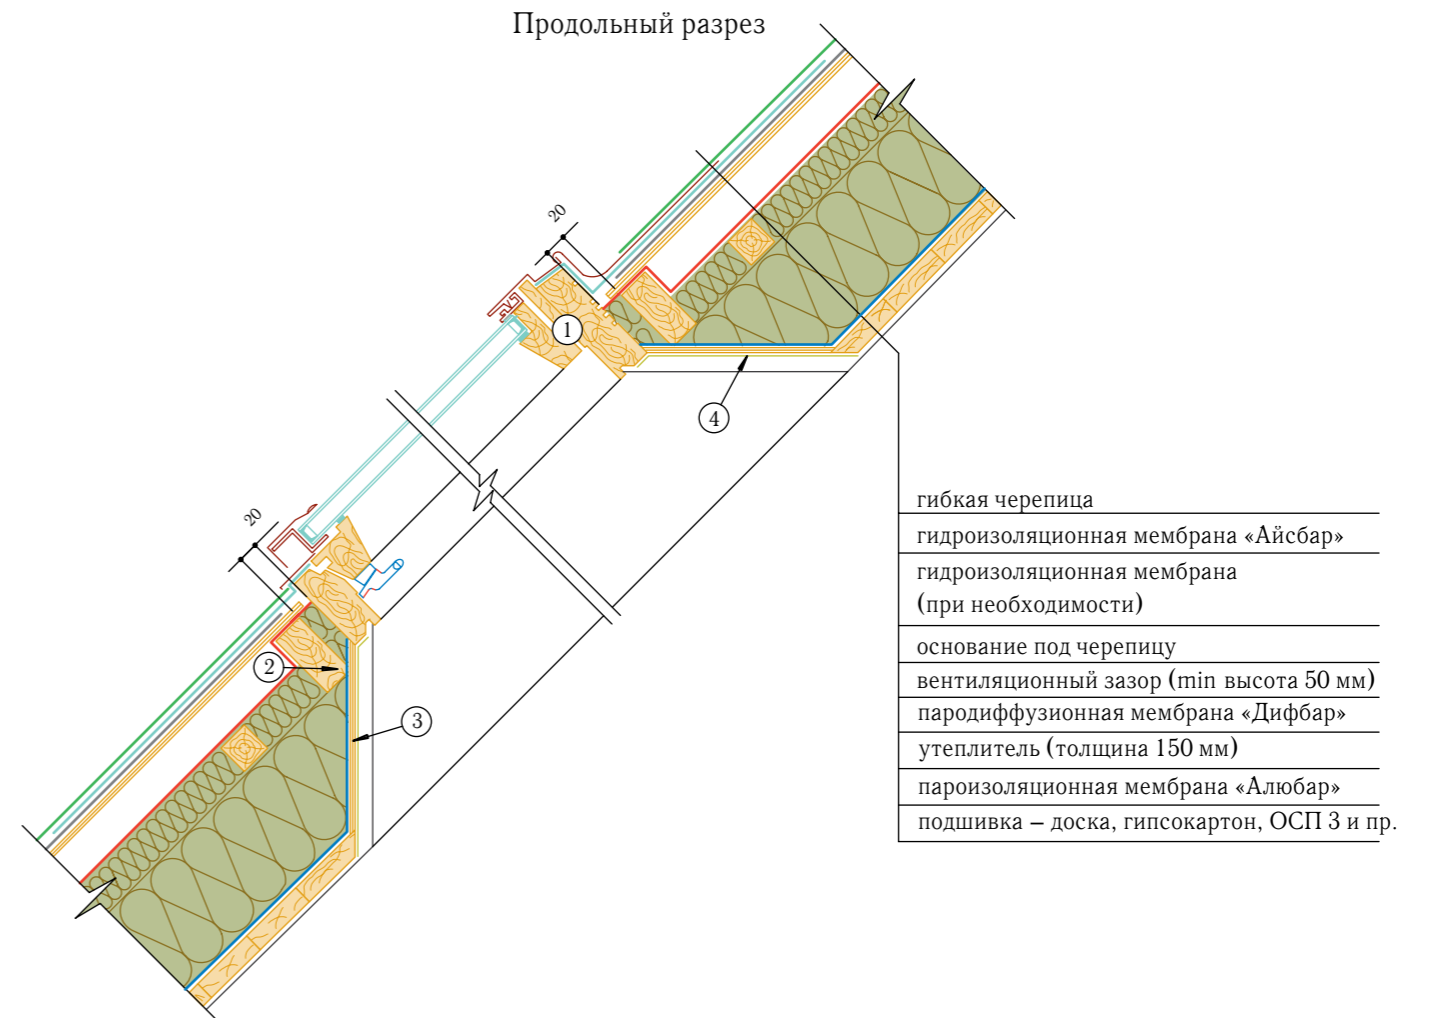 Продольный разрез
20
1
4
20
2
3
гибкая черепица
гидроизоляционная мембрана «Айсбар»
гидроизоляционная мембрана
(при необходимости)
основание под черепицу
вентиляционный зазор (min высота 50 мм)
пародиффузионная мембрана «Дифбар»
утеплитель (толщина 150 мм)
пароизоляционная мембрана «Алюбар»
подшивка – доска, гипсокартон, ОСП 3 и пр.